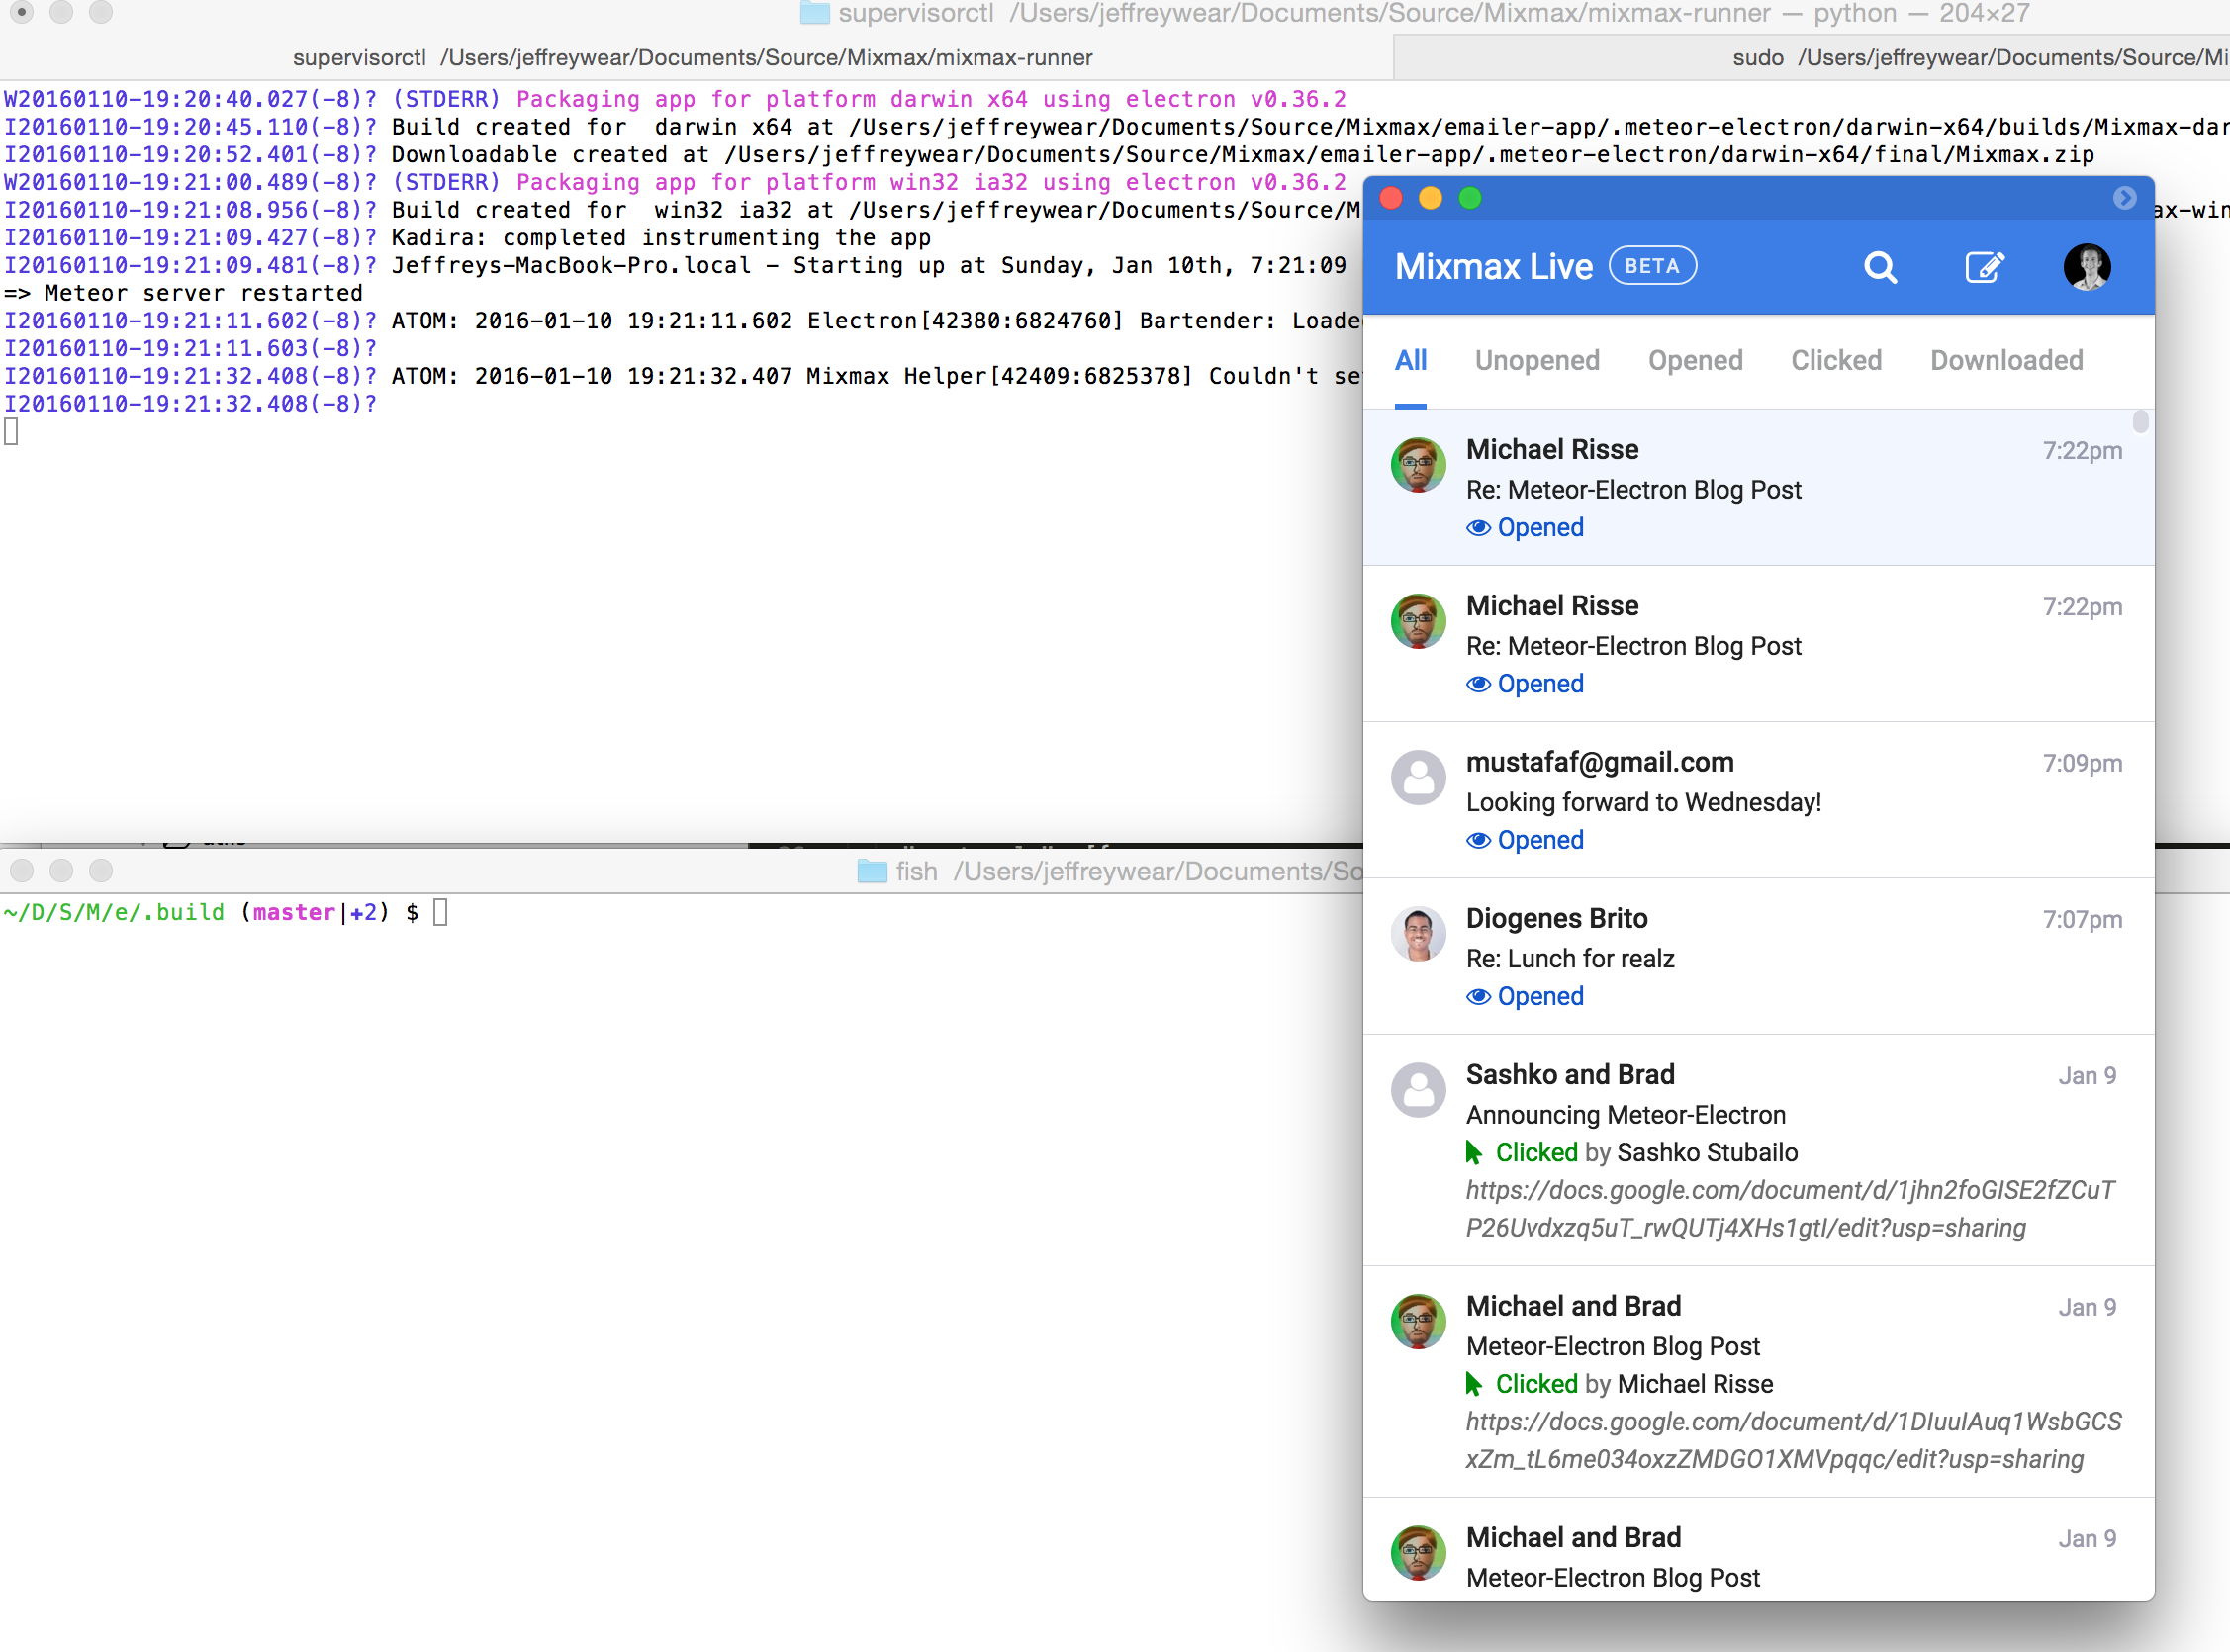 supervisorctl /Users/jeffreywear/Documents/Source/Mixmax/mixmax-runner — python — 204×27
supervisorctl /Users/jeffreywear/Documents/Source/Mixmax/mixmax-runner
sudo /Users/jeffreywear/Documents/Source/Mi
W20160110-19:20:40.027(-8)? (STDERR) Packaging app for platform darwin x64 using electron v0.36.2
I20160110-19:20:45.110(-8)? Build created for  darwin x64 at /Users/jeffreywear/Documents/Source/Mixmax/emailer-app/.meteor-electron/darwin-x64/builds/Mixmax-dar
I20160110-19:20:52.401(-8)? Downloadable created at /Users/jeffreywear/Documents/Source/Mixmax/emailer-app/.meteor-electron/darwin-x64/final/Mixmax.zip
W20160110-19:21:00.489(-8)? (STDERR) Packaging app for platform win32 ia32 using electron v0.36.2
I20160110-19:21:08.956(-8)? Build created for  win32 ia32 at /Users/jeffreywear/Documents/Source/M
ax-win
I20160110-19:21:09.427(-8)? Kadira: completed instrumenting the app
I20160110-19:21:09.481(-8)? Jeffreys-MacBook-Pro.local - Starting up at Sunday, Jan 10th, 7:21:09
=> Meteor server restarted
I20160110-19:21:11.602(-8)? ATOM: 2016-01-10 19:21:11.602 Electron[42380:6824760] Bartender: Loade
I20160110-19:21:11.603(-8)?
I20160110-19:21:32.408(-8)? ATOM: 2016-01-10 19:21:32.407 Mixmax Helper[42409:6825378] Couldn't se
I20160110-19:21:32.408(-8)?
fish /Users/jeffreywear/Documents/So
~/D/S/M/e/.build (master|+2) $
Mixmax Live BETA
All Unopened Opened Clicked Downloaded
Michael Risse 7:22pm
Re: Meteor-Electron Blog Post
Opened
Michael Risse 7:22pm
Re: Meteor-Electron Blog Post
Opened
mustafaf@gmail.com 7:09pm
Looking forward to Wednesday!
Opened
Diogenes Brito 7:07pm
Re: Lunch for realz
Opened
Sashko and Brad Jan 9
Announcing Meteor-Electron
Clicked by Sashko Stubailo
https://docs.google.com/document/d/1jhn2foGISE2fZCuT
P26Uvdxzq5uT_rwQUTj4XHs1gtI/edit?usp=sharing
Michael and Brad Jan 9
Meteor-Electron Blog Post
Clicked by Michael Risse
https://docs.google.com/document/d/1DIuuIAuq1WsbGCS
xZm_tL6me034oxzZMDGO1XMVpqqc/edit?usp=sharing
Michael and Brad Jan 9
Meteor-Electron Blog Post